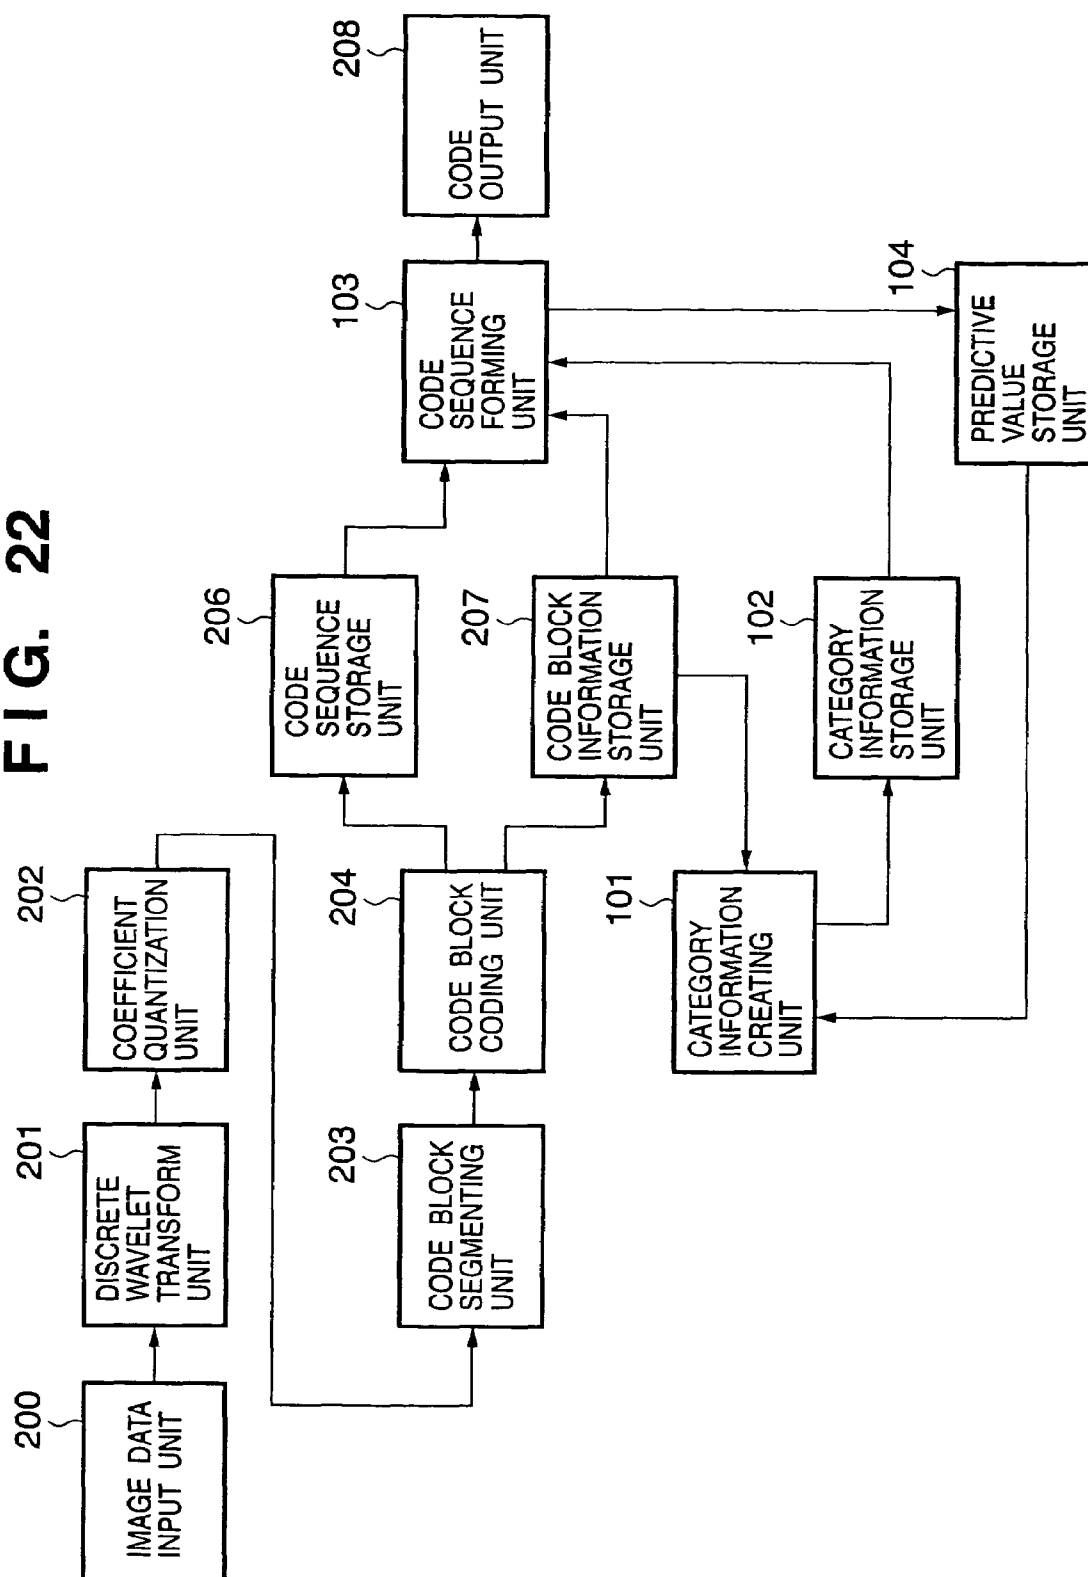 FIG. 22
200
IMAGE DATA
INPUT UNIT
201
DISCRETE
WAVELET
TRANSFORM
UNIT
202
COEFFICIENT
QUANTIZATION
UNIT
203
CODE BLOCK
SEGMENTING
UNIT
204
CODE BLOCK
CODING UNIT
206
CODE
SEQUENCE
STORAGE
UNIT
103
CODE
SEQUENCE
FORMING
UNIT
208
CODE
OUTPUT UNIT
207
CODE BLOCK
INFORMATION
STORAGE
UNIT
101
CATEGORY
INFORMATION
CREATING
UNIT
102
CATEGORY
INFORMATION
STORAGE
UNIT
104
PREDICTIVE
VALUE
STORAGE
UNIT